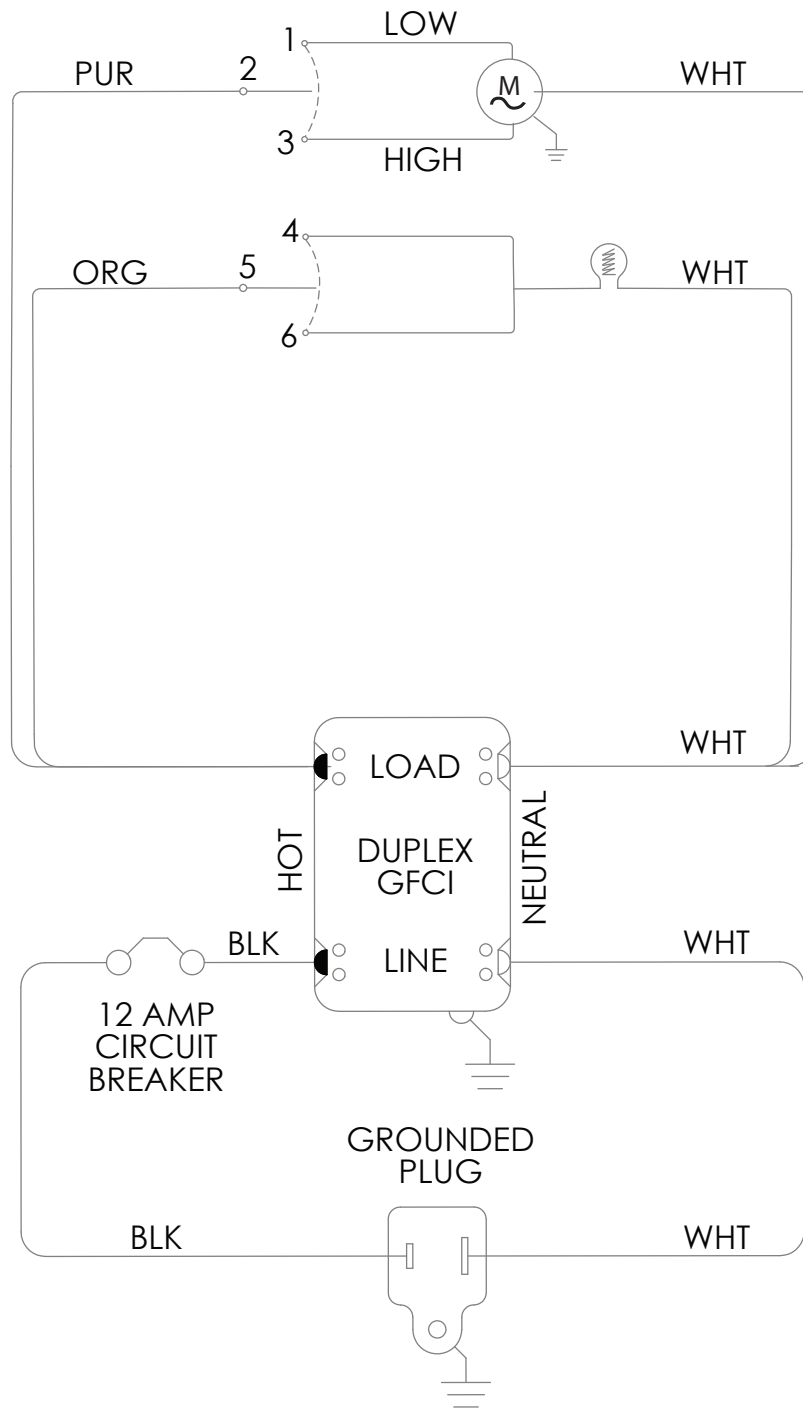 1
LOW
PUR
2
M
WHT
3
HIGH
4
ORG
5
WHT
6
WHT
LOAD
HOT
DUPLEX
GFCI
NEUTRAL
BLK
LINE
WHT
12 AMP
CIRCUIT
BREAKER
GROUNDED
PLUG
BLK
WHT